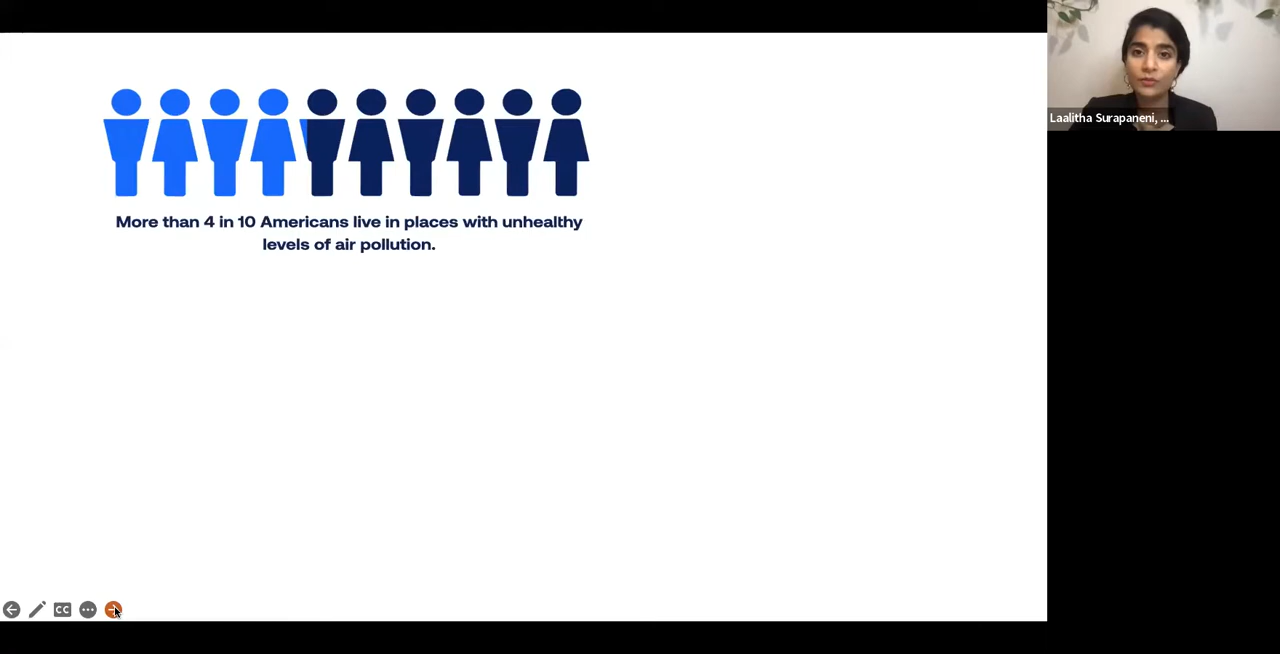 More than 4 in 10 Americans live in places with unhealthy
levels of air pollution.
Laalitha Surapaneni, ...
CC